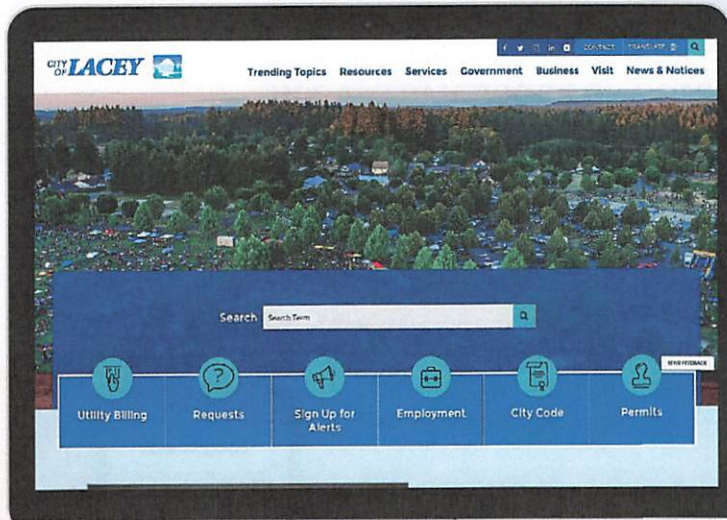 CONTACT TRANSLATE
CITY OF LACEY
Trending Topics Resources Services Government Business Visit News & Notices
Search Search Term
SEND FEEDBACK
Utility Billing Requests Sign Up for Employment City Code Permits
Alerts